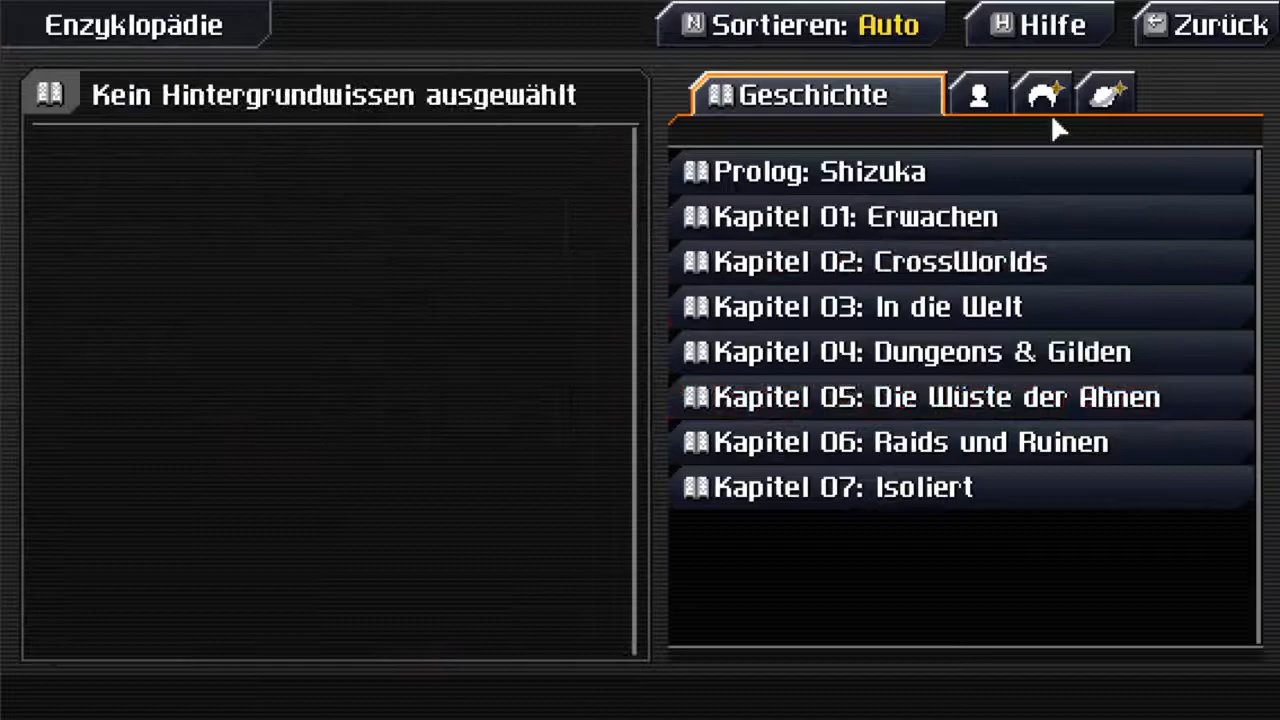 Enzyklopädie
N Sortieren: Auto
H Hilfe
Zurück
Kein Hintergrundwissen ausgewählt
Geschichte
Prolog: Shizuka
Kapitel 01: Erwachen
Kapitel 02: CrossWorlds
Kapitel 03: In die Welt
Kapitel 04: Dungeons & Gilden
Kapitel 05: Die Wüste der Ahnen
Kapitel 06: Raids und Ruinen
Kapitel 07: Isoliert